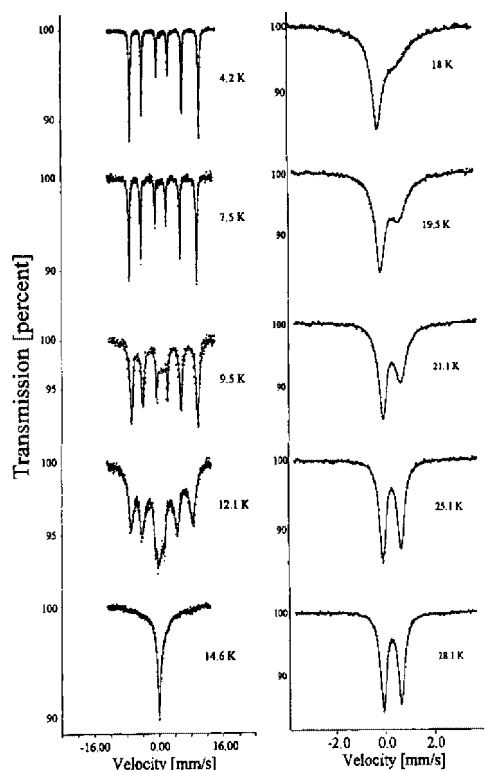 Transmission [percent]
100
90
4.2 K
100
90
7.5 K
100
95
9.5 K
100
95
12.1 K
100
90
14.6 K
-16.00 0.00 16.00
Velocity [mm/s]
100
90
18 K
100
90
19.5 K
100
90
21.1 K
100
90
25.1 K
100
90
28.1 K
-2.0 0.0 2.0
Velocity [mm/s]